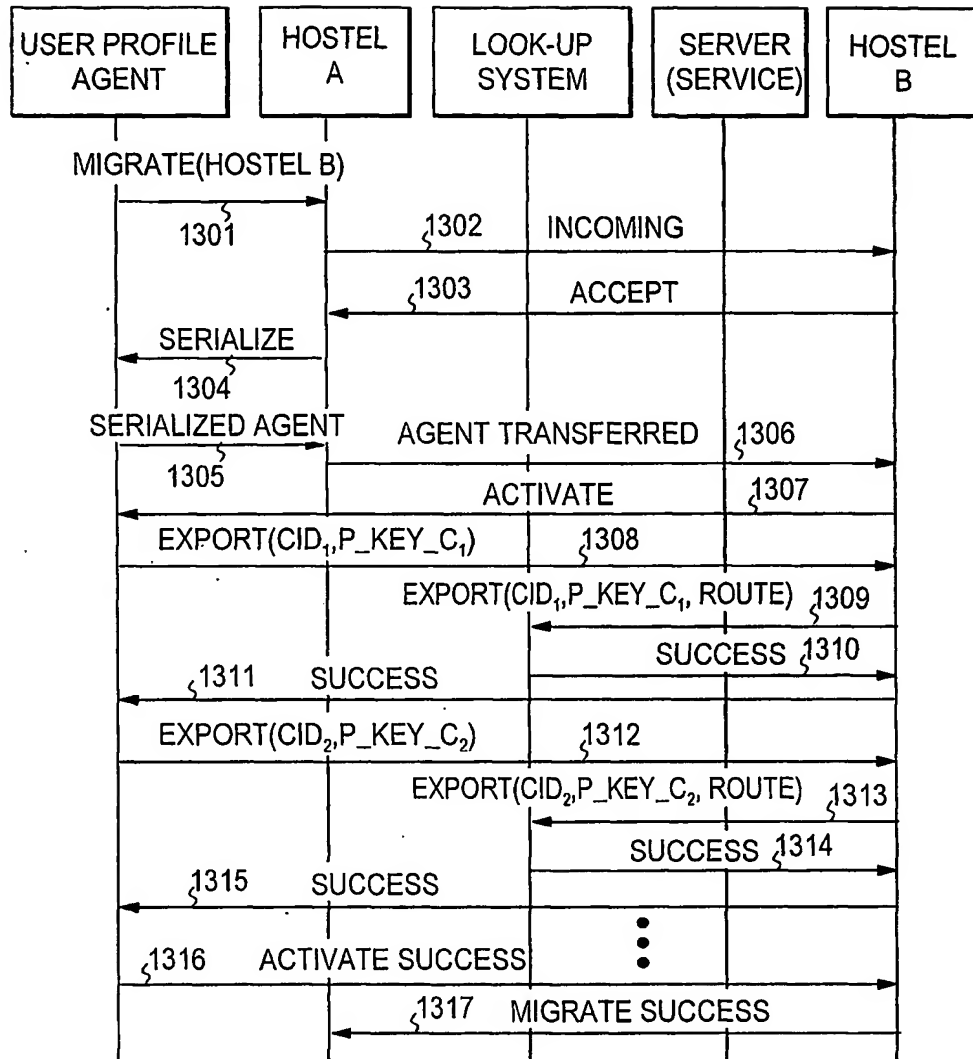 USER PROFILE
AGENT
HOSTEL
A
LOOK-UP
SYSTEM
SERVER
(SERVICE)
HOSTEL
B
MIGRATE(HOSTEL B)
1301
1302 INCOMING
1303 ACCEPT
SERIALIZE
1304
SERIALIZED AGENT
1305
AGENT TRANSFERRED 1306
ACTIVATE 1307
EXPORT(CID₁,P_KEY_C₁) 1308
EXPORT(CID₁,P_KEY_C₁, ROUTE) 1309
SUCCESS 1310
1311 SUCCESS
EXPORT(CID₂,P_KEY_C₂) 1312
EXPORT(CID₂,P_KEY_C₂, ROUTE) 1313
SUCCESS 1314
1315 SUCCESS
1316 ACTIVATE SUCCESS
1317 MIGRATE SUCCESS